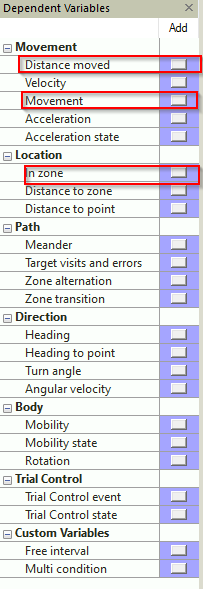 Dependent Variables
Add
Movement
Distance moved
Velocity
Movement
Acceleration
Acceleration state
Location
In zone
Distance to zone
Distance to point
Path
Meander
Target visits and errors
Zone alternation
Zone transition
Direction
Heading
Heading to point
Turn angle
Angular velocity
Body
Mobility
Mobility state
Rotation
Trial Control
Trial Control event
Trial Control state
Custom Variables
Free interval
Multi condition